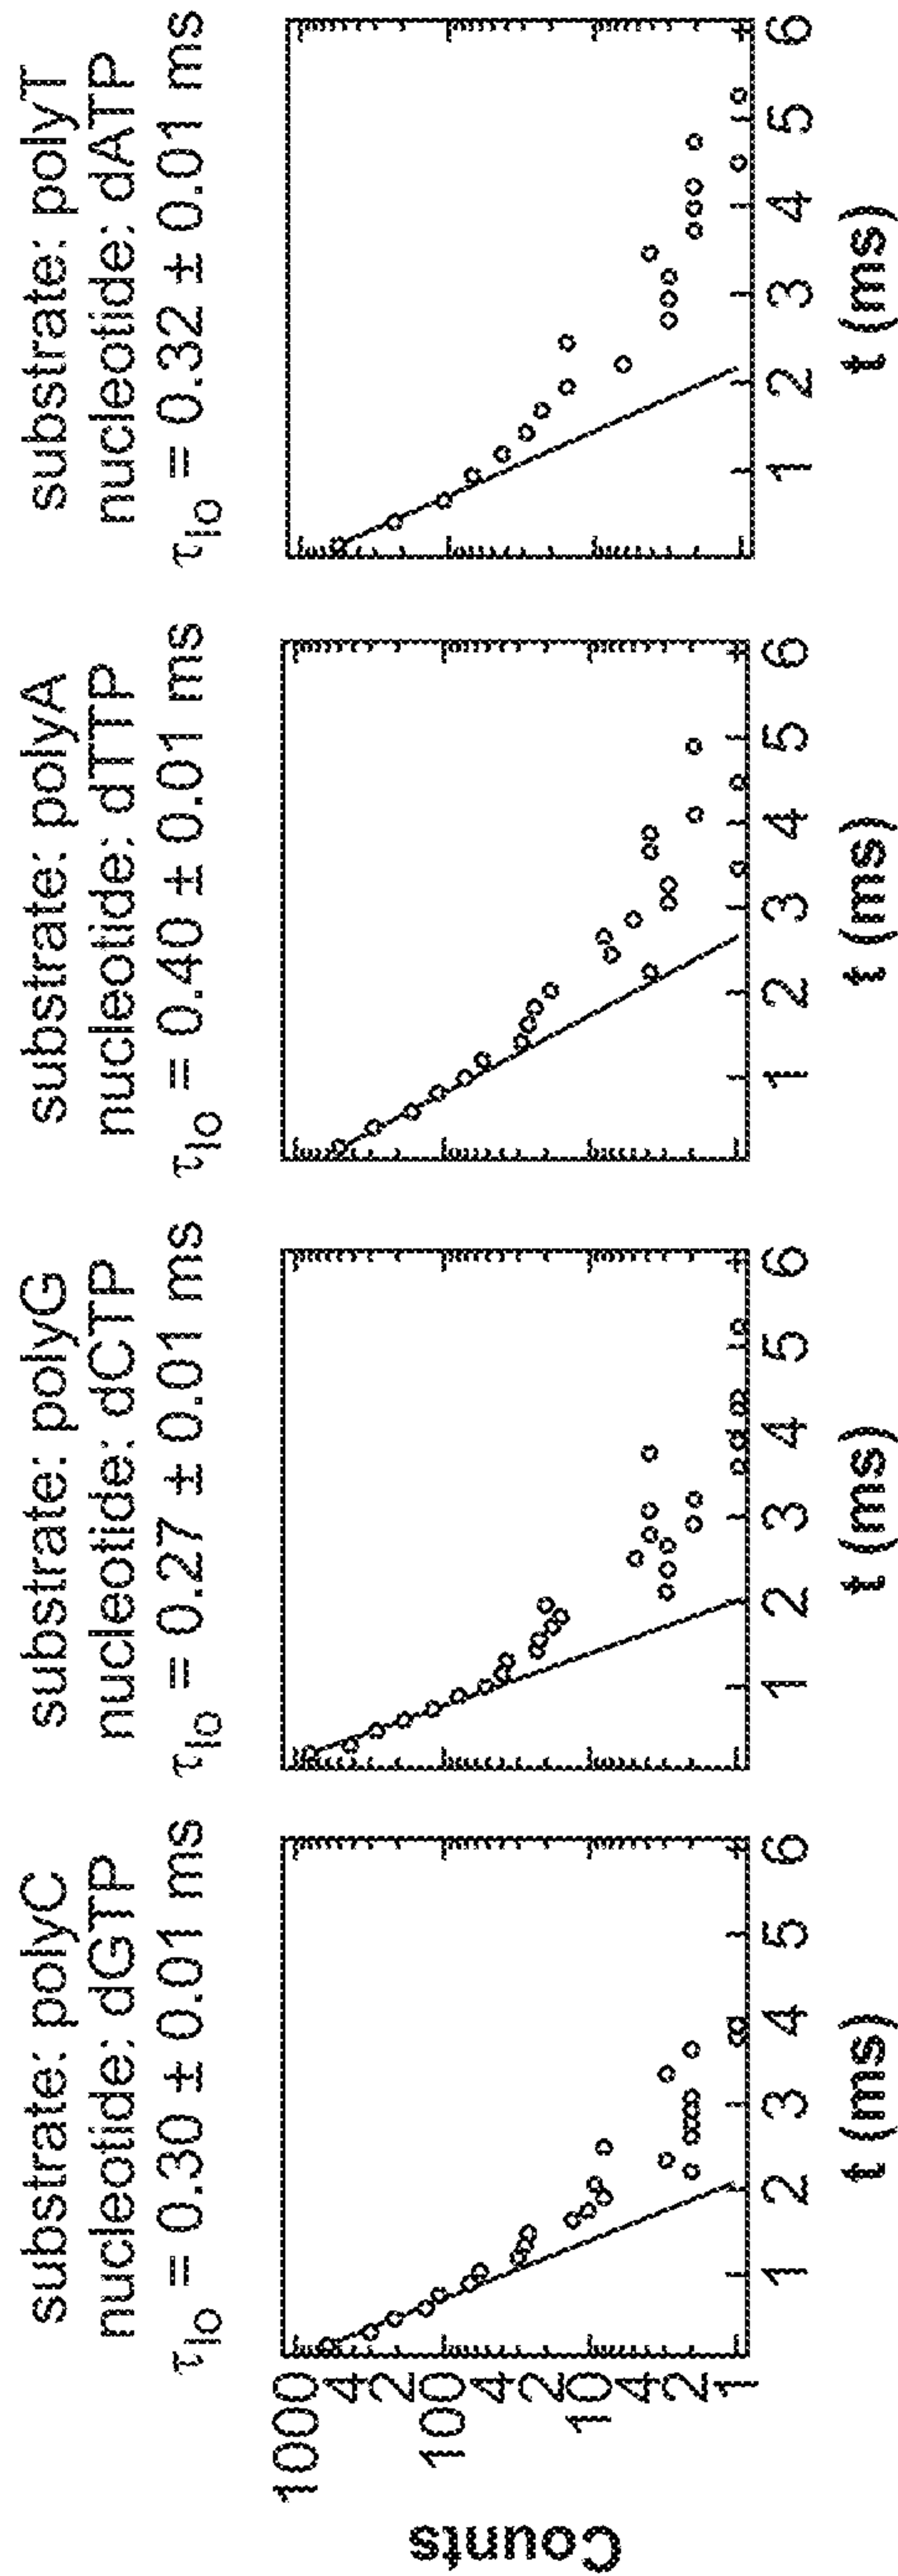 substrate: polyC
nucleotide: dGTP
τlo = 0.30 ± 0.01 ms
substrate: polyG
nucleotide: dCTP
τlo = 0.27 ± 0.01 ms
substrate: polyA
nucleotide: dTTP
τlo = 0.40 ± 0.01 ms
substrate: polyT
nucleotide: dATP
τlo = 0.32 ± 0.01 ms
Counts
1000
4
2
100
4
2
10
4
2
1
1 2 3 4 5 6
1 2 3 4 5 6
1 2 3 4 5 6
1 2 3 4 5 6
t (ms)
t (ms)
t (ms)
t (ms)